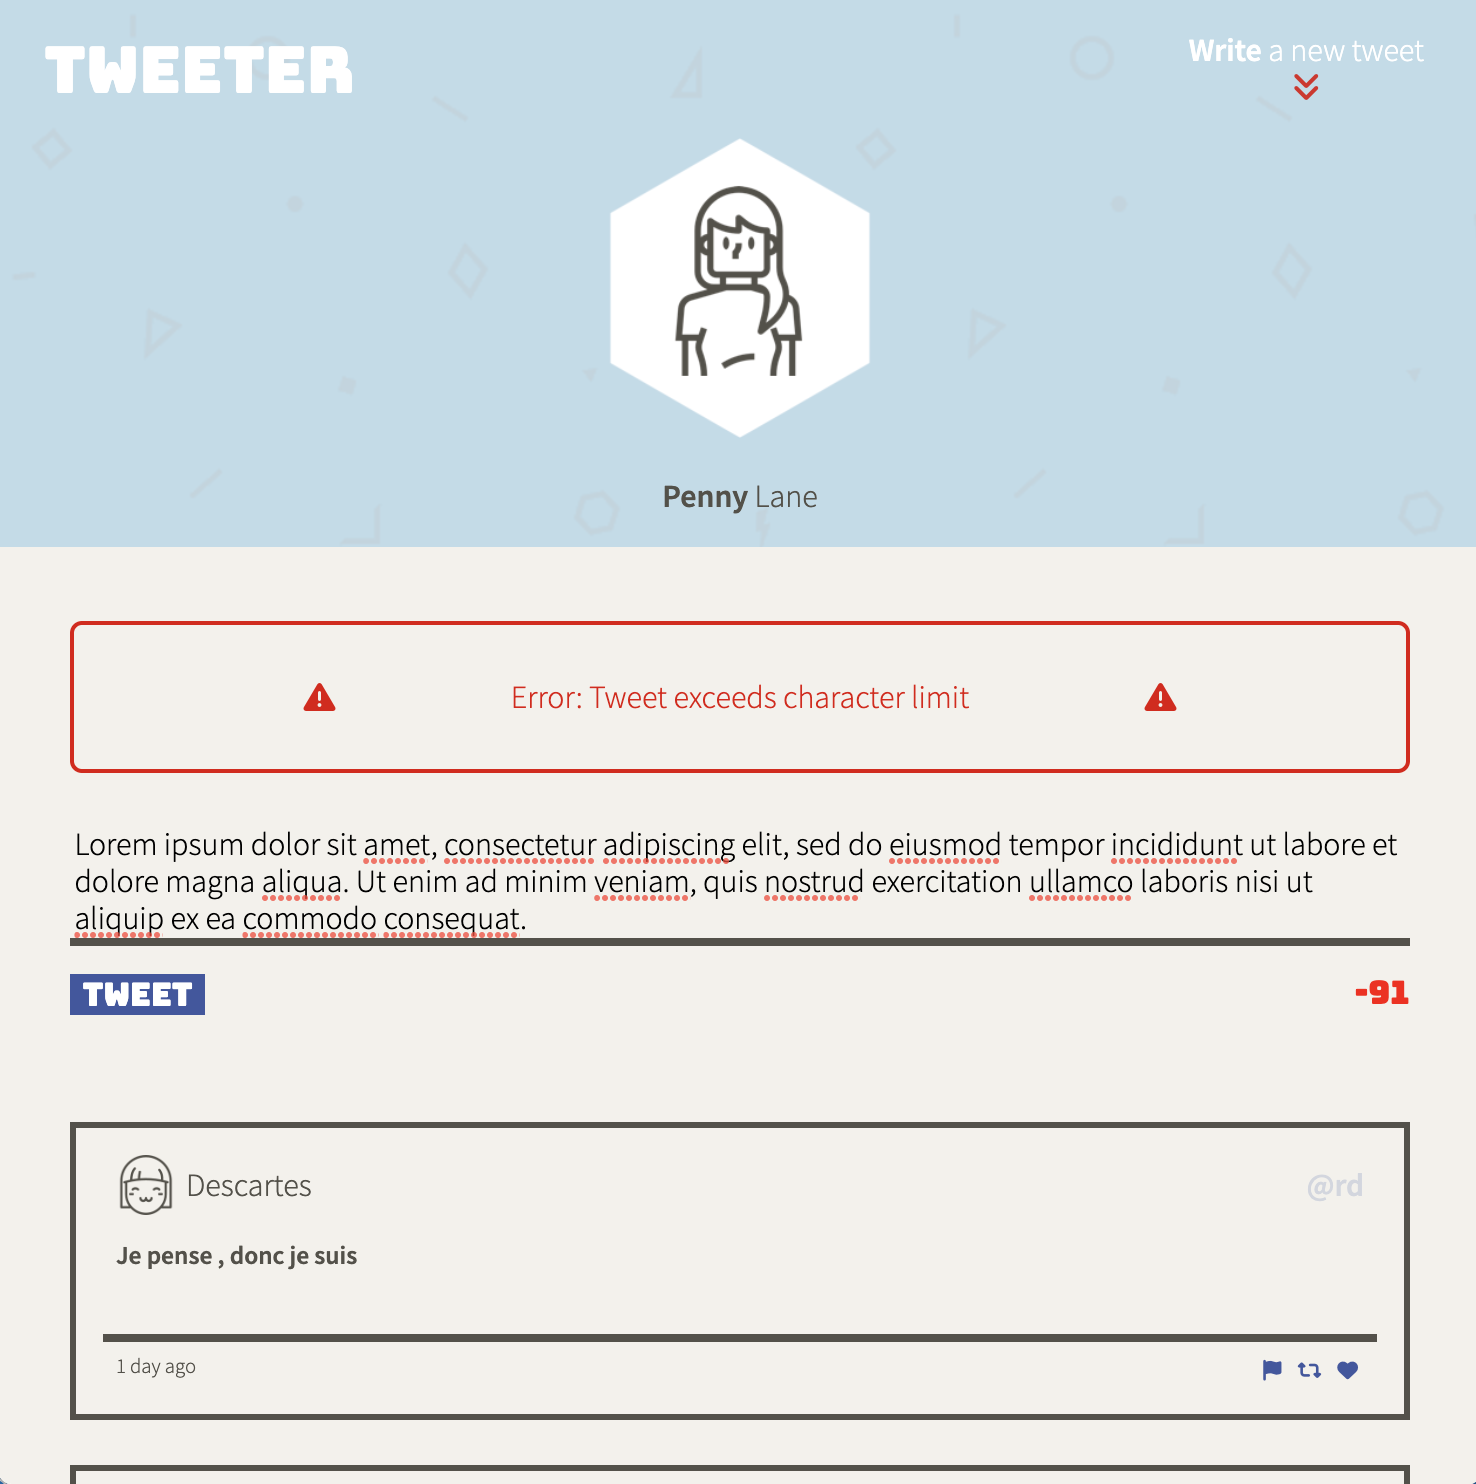 TWEETER
Write a new tweet
Penny Lane
Error: Tweet exceeds character limit
Lorem ipsum dolor sit amet, consectetur adipiscing elit, sed do eiusmod tempor incididunt ut labore et
dolore magna aliqua. Ut enim ad minim veniam, quis nostrud exercitation ullamco laboris nisi ut
aliquip ex ea commodo consequat.
TWEET
-91
Descartes
@rd
Je pense , donc je suis
1 day ago